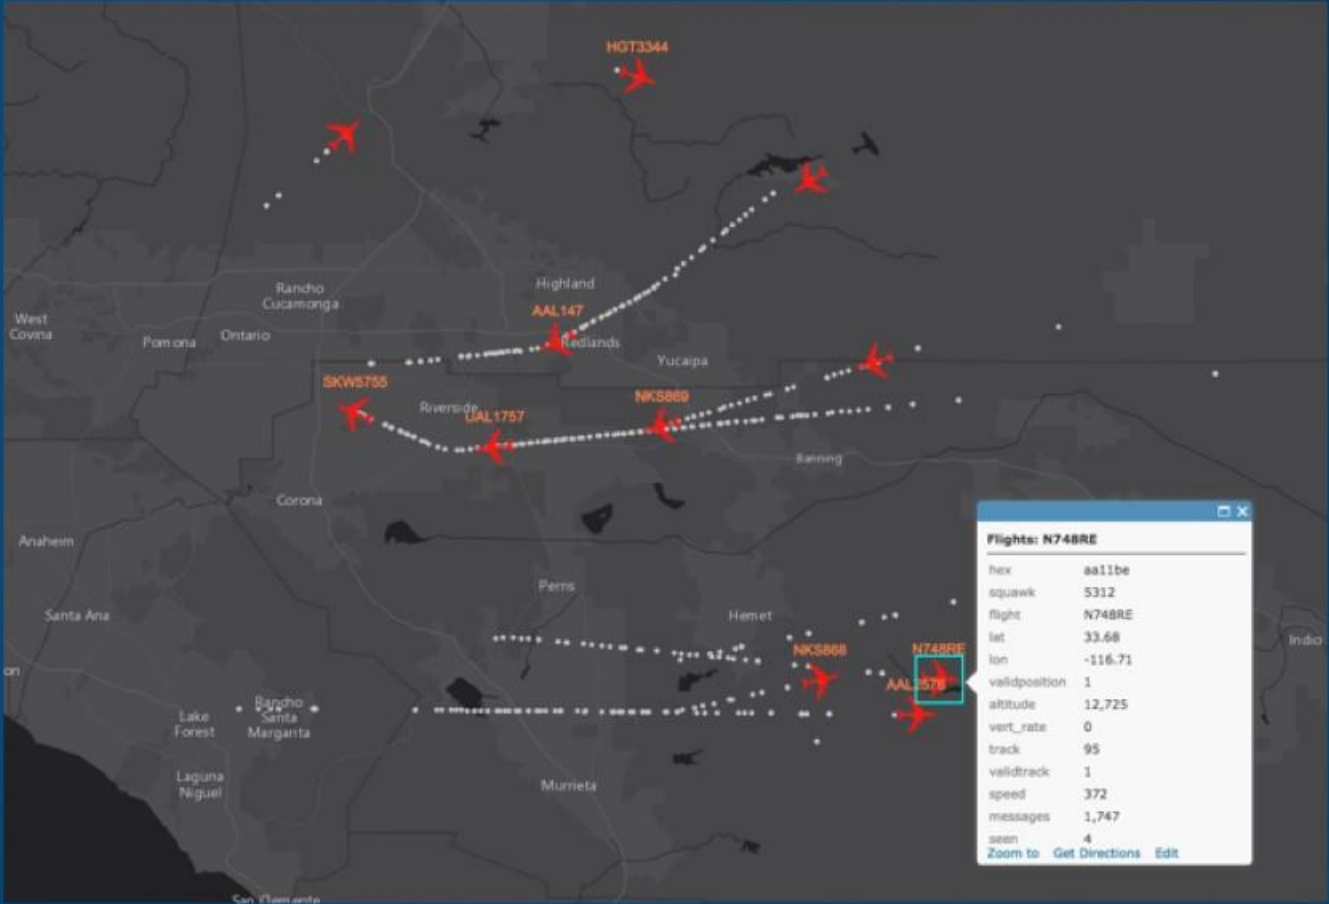 HGT3344
Highland
Rancho
Cucamonga
AAL147
West
Covina
Pomona
Ontario
Redlands
Yucaipa
SKW5755
Riverside
UAL1757
NKS869
Banning
Corona
Anaheim
Perris
Santa Ana
Hemet
Indio
NKS868
N748RE
on
Rancho
Santa
Margarita
Lake
Forest
Laguna
Niguel
Murrieta
San Clemente
Flights: N748RE
hex aa11be
squawk 5312
flight N748RE
lat 33.68
lon -116.71
validposition 1
altitude 12,725
vert_rate 0
track 95
validtrack 1
speed 372
messages 1,747
seen 4
Zoom to Get Directions Edit